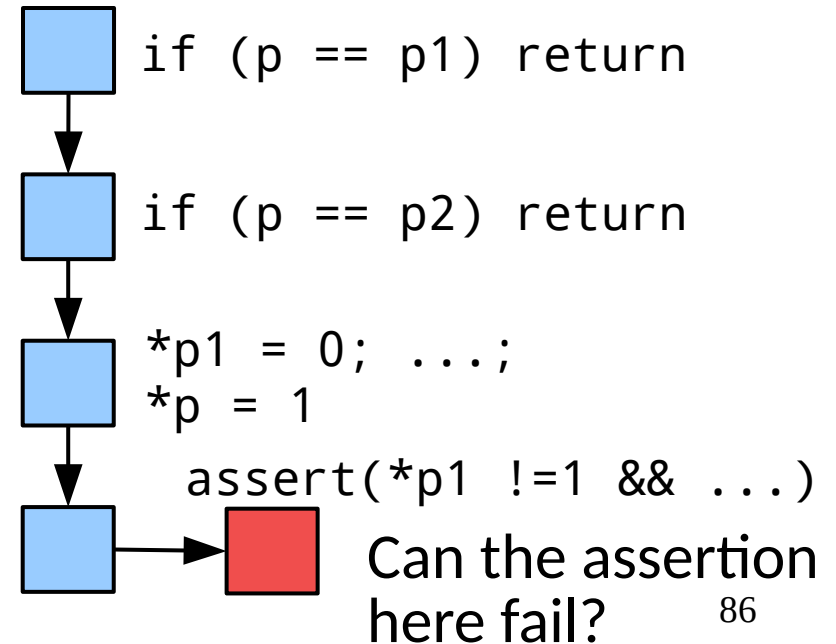 if (p == p1) return
if (p == p2) return
*p1 = 0; ...;
*p = 1
assert(*p1 !=1 && ...)
Can the assertion
here fail?
86